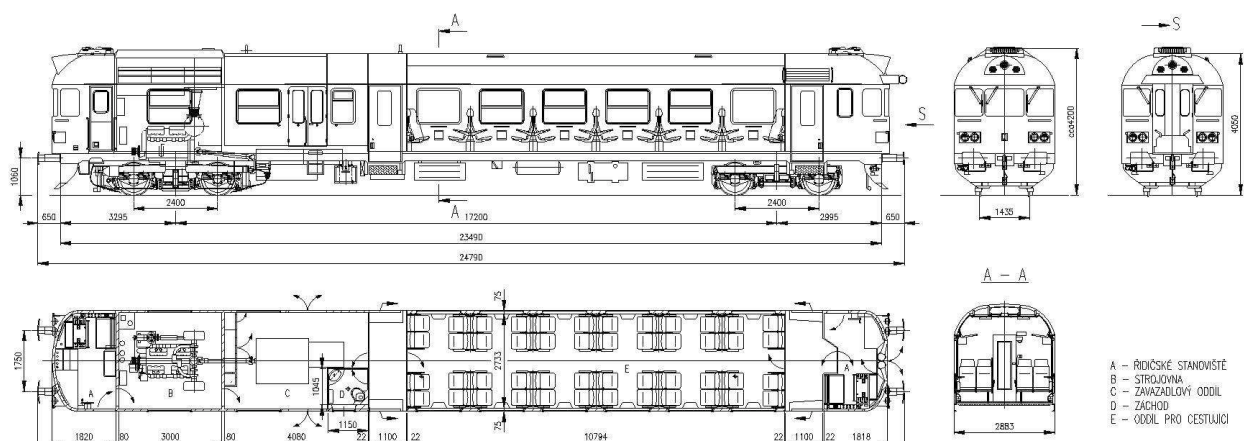 A
S
S
cca4200
4050
1060
A
2400
2400
1435
650
3295
17200
2995
650
23490
24790
A – A
75
1750
2733
1045
A
B
C
D
E
A
1150
75
2883
1820
80
3000
80
4080
22
1100
22
10794
22
1100
22
1818
A – ŘIDIČSKÉ STANOVIŠTĚ
B – STROJOVNA
C – ZAVAZADLOVÝ ODDÍL
D – ZÁCHOD
E – ODDÍL PRO CESTUJÍCÍ